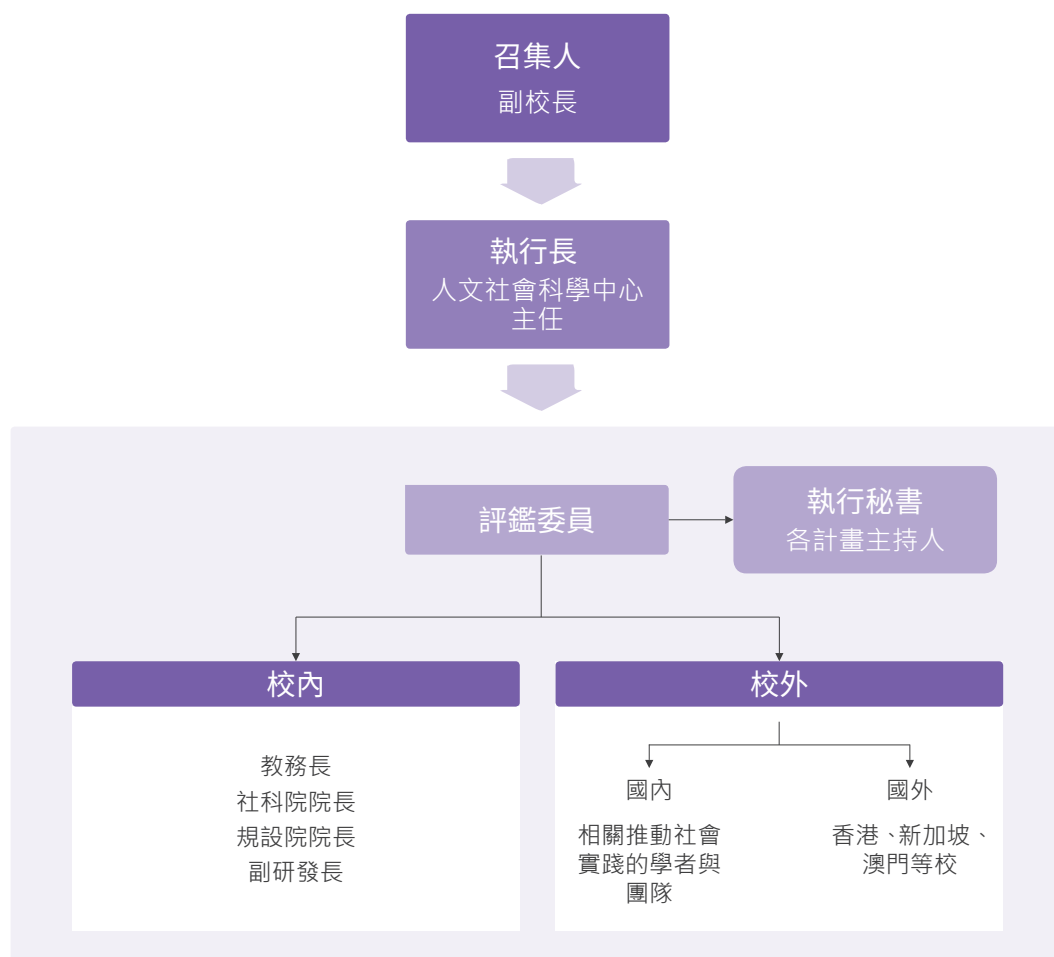 召集人
副校長
執行長
人文社會科學中心
主任
評鑑委員
執行秘書
各計畫主持人
校內
教務長
社科院院長
規設院院長
副研發長
校外
國內
相關推動社會
實踐的學者與
團隊
國外
香港、新加坡、
澳門等校